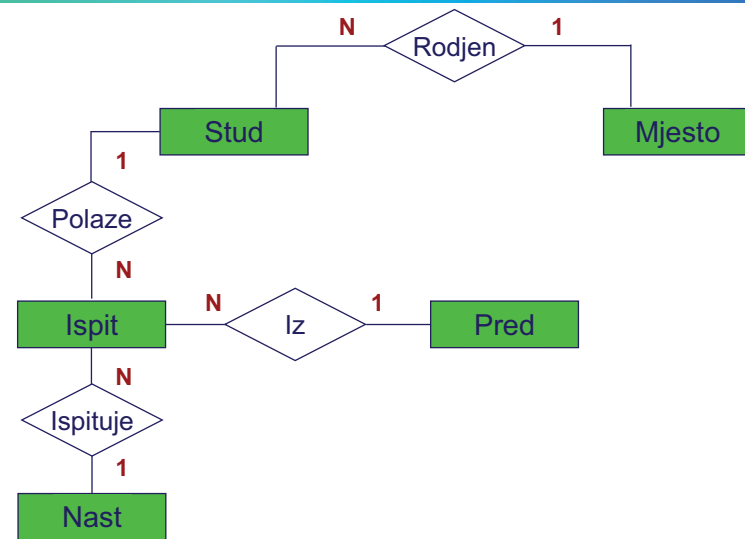 N Rodjen 1
Stud Mjesto
1
Polaze
N
Ispit N Iz 1 Pred
N
Ispituje
1
Nast